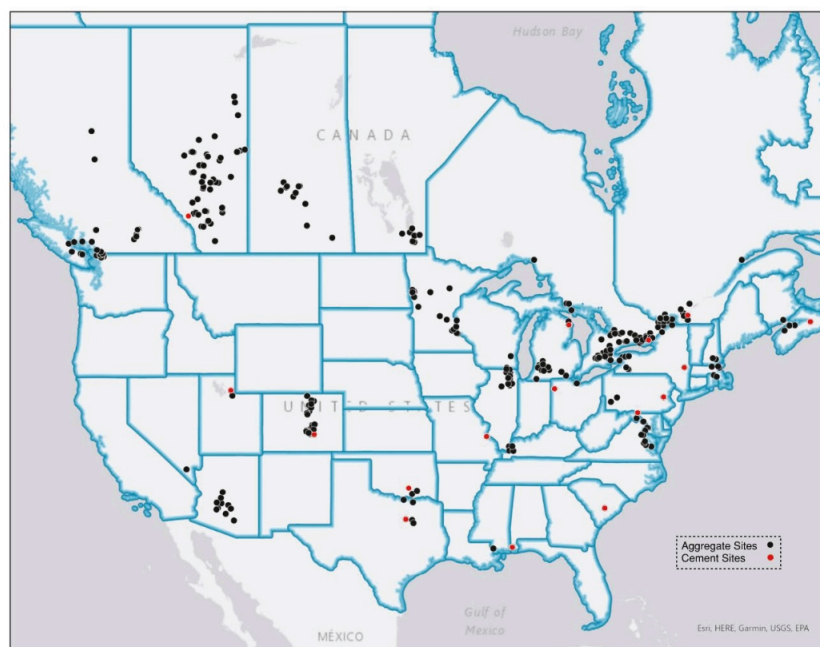 Hudson Bay
CANADA
UNITED STATES
Aggregate Sites
Cement Sites
Gulf of
Mexico
MÉXICO
Esri, HERE, Garmin, USGS, EPA